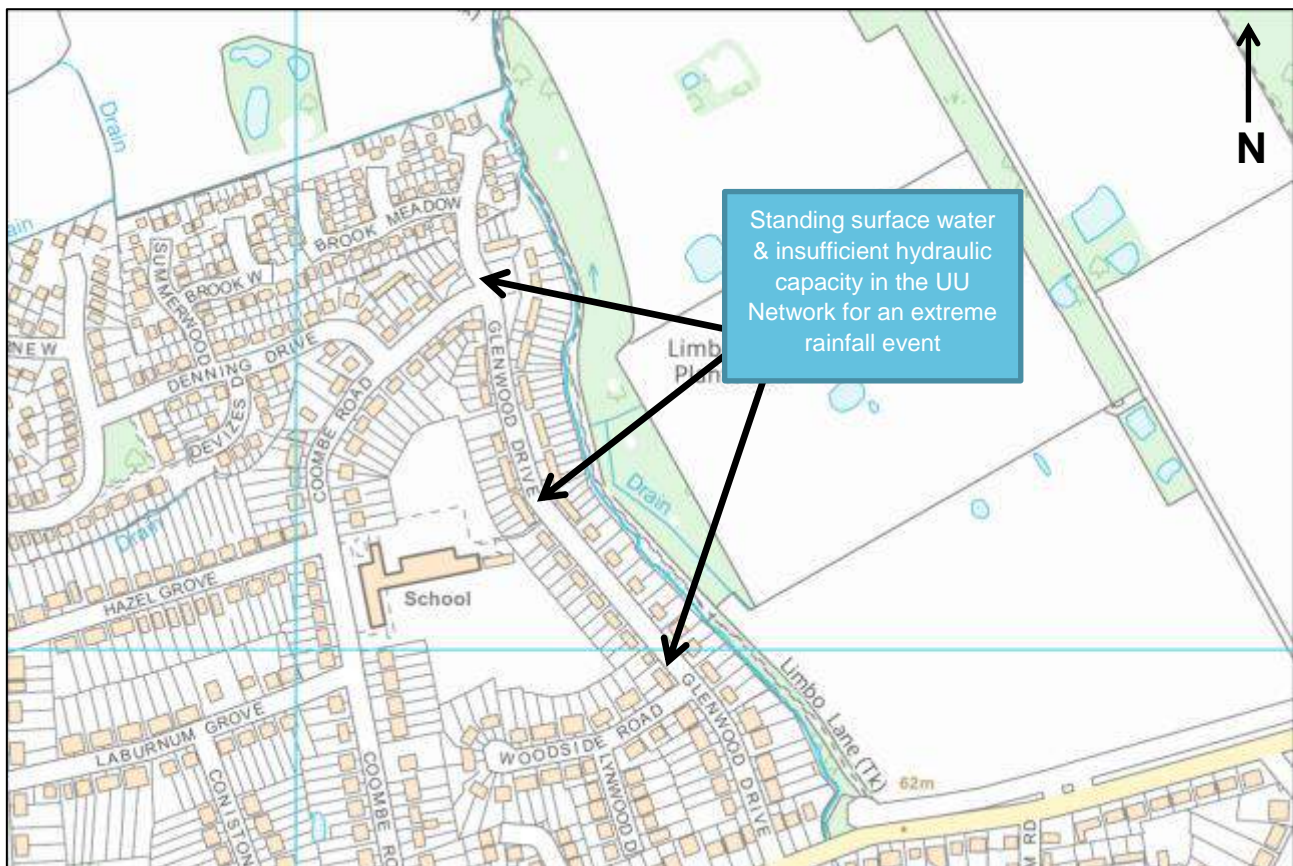 Drain
N
Standing surface water
& insufficient hydraulic
capacity in the UU
Network for an extreme
rainfall event
BROOK MEADOW
SUMMERWOOD
BROOK W
DENNING DRIVE
DEVIZES D
COOMBE ROAD
GLENWOOD DRIVE
Drain
Drain
HAZEL GROVE
School
LABURNUM GROVE
CONISTON
COOMBE RO
WOODSIDE ROAD
LYNWOOD D
GLENWOOD DRIVE
Limbo Lane (Tk)
62m
M RD